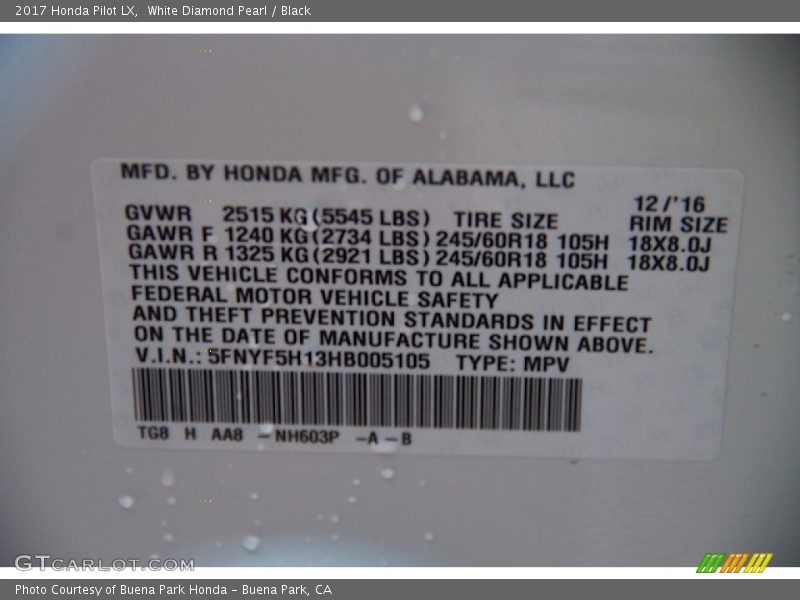 2017 Honda Pilot LX,  White Diamond Pearl / Black
MFD. BY HONDA MFG. OF ALABAMA, LLC
12/'16
GVWR 2515 KG (5545 LBS) TIRE SIZE RIM SIZE
GAWR F 1240 KG (2734 LBS) 245/60R18 105H 18X8.0J
GAWR R 1325 KG (2921 LBS) 245/60R18 105H 18X8.0J
THIS VEHICLE CONFORMS TO ALL APPLICABLE
FEDERAL MOTOR VEHICLE SAFETY
AND THEFT PREVENTION STANDARDS IN EFFECT
ON THE DATE OF MANUFACTURE SHOWN ABOVE.
V.I.N.: 5FNYF5H13HB005105 TYPE: MPV
TG8 H AA8 – NH603P – A – B
GTCARLOT.COM
Photo Courtesy of Buena Park Honda – Buena Park, CA